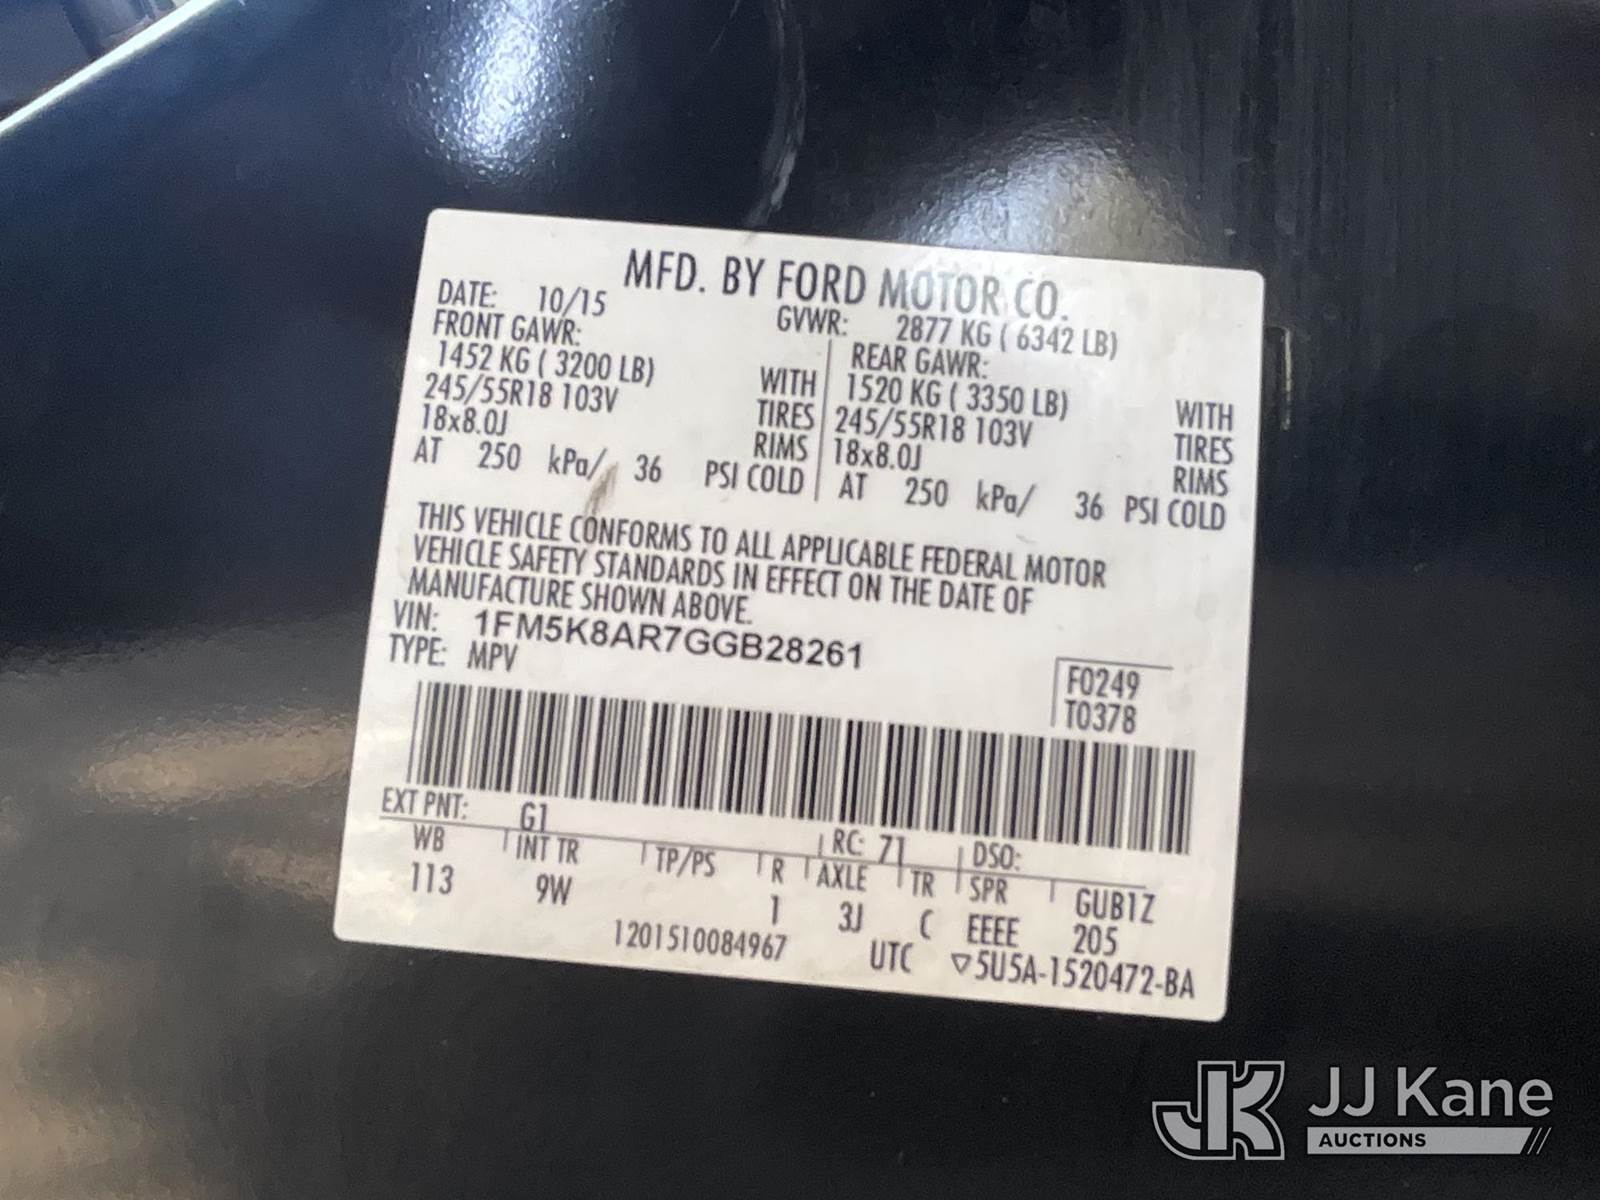 MFD. BY FORD MOTOR CO.
DATE: 10/15 GVWR: 2877 KG ( 6342 LB)
FRONT GAWR: REAR GAWR:
1452 KG ( 3200 LB) WITH 1520 KG ( 3350 LB) WITH
245/55R18 103V TIRES 245/55R18 103V TIRES
18x8.0J RIMS 18x8.0J RIMS
AT 250 kPa/ 36 PSI COLD AT 250 kPa/ 36 PSI COLD
THIS VEHICLE CONFORMS TO ALL APPLICABLE FEDERAL MOTOR
VEHICLE SAFETY STANDARDS IN EFFECT ON THE DATE OF
MANUFACTURE SHOWN ABOVE.
VIN: 1FM5K8AR7GGB28261
TYPE: MPV
F0249
T0378
EXT PNT: G1 RC: 71 DSO:
WB INT TR TP/PS R AXLE TR SPR GUB1Z
113 9W 1 3J C EEEE 205
1201510084967 UTC ▽5U5A-1520472-BA
JK JJ Kane
AUCTIONS